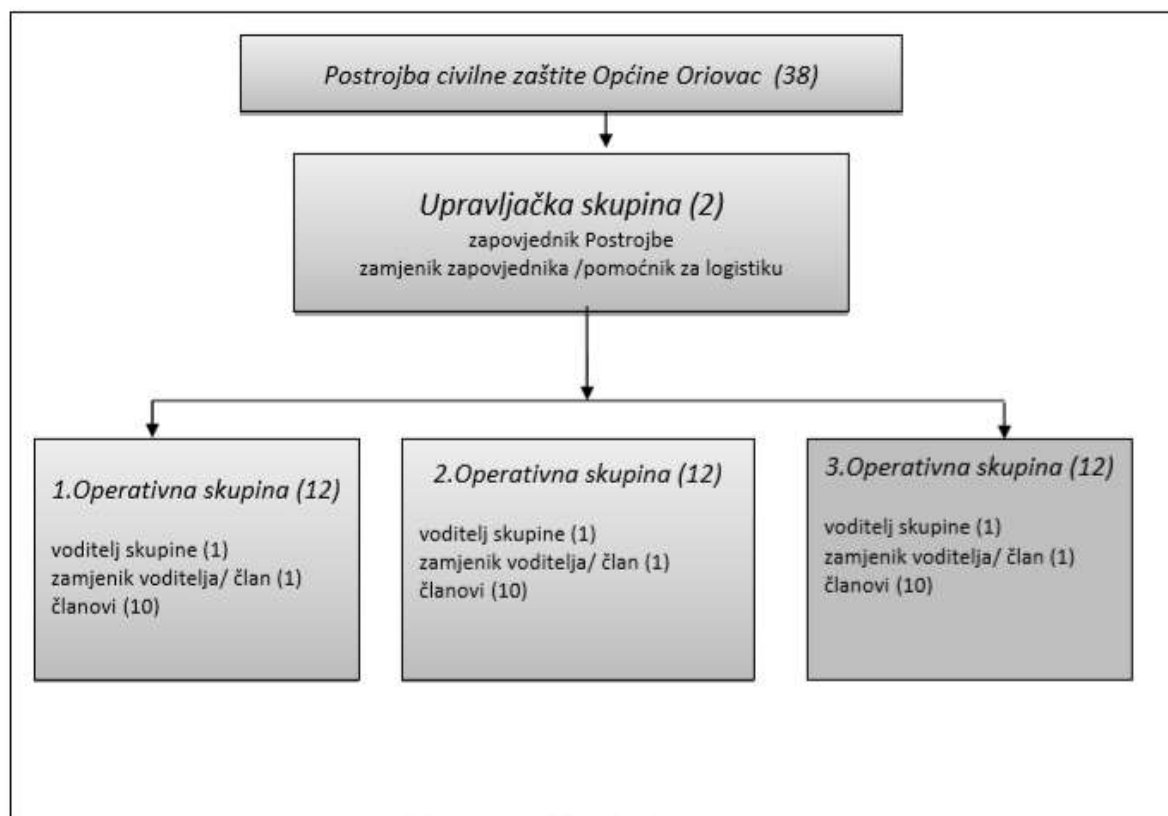 Postrojba civilne zaštite Općine Oriovac (38)
Upravljačka skupina (2)
zapovjednik Postrojbe
zamjenik zapovjednika /pomoćnik za logistiku
1.Operativna skupina (12)
voditelj skupine (1)
zamjenik voditelja/ član (1)
članovi (10)
2.Operativna skupina (12)
voditelj skupine (1)
zamjenik voditelja/ član (1)
članovi (10)
3.Operativna skupina (12)
voditelj skupine (1)
zamjenik voditelja/ član (1)
članovi (10)